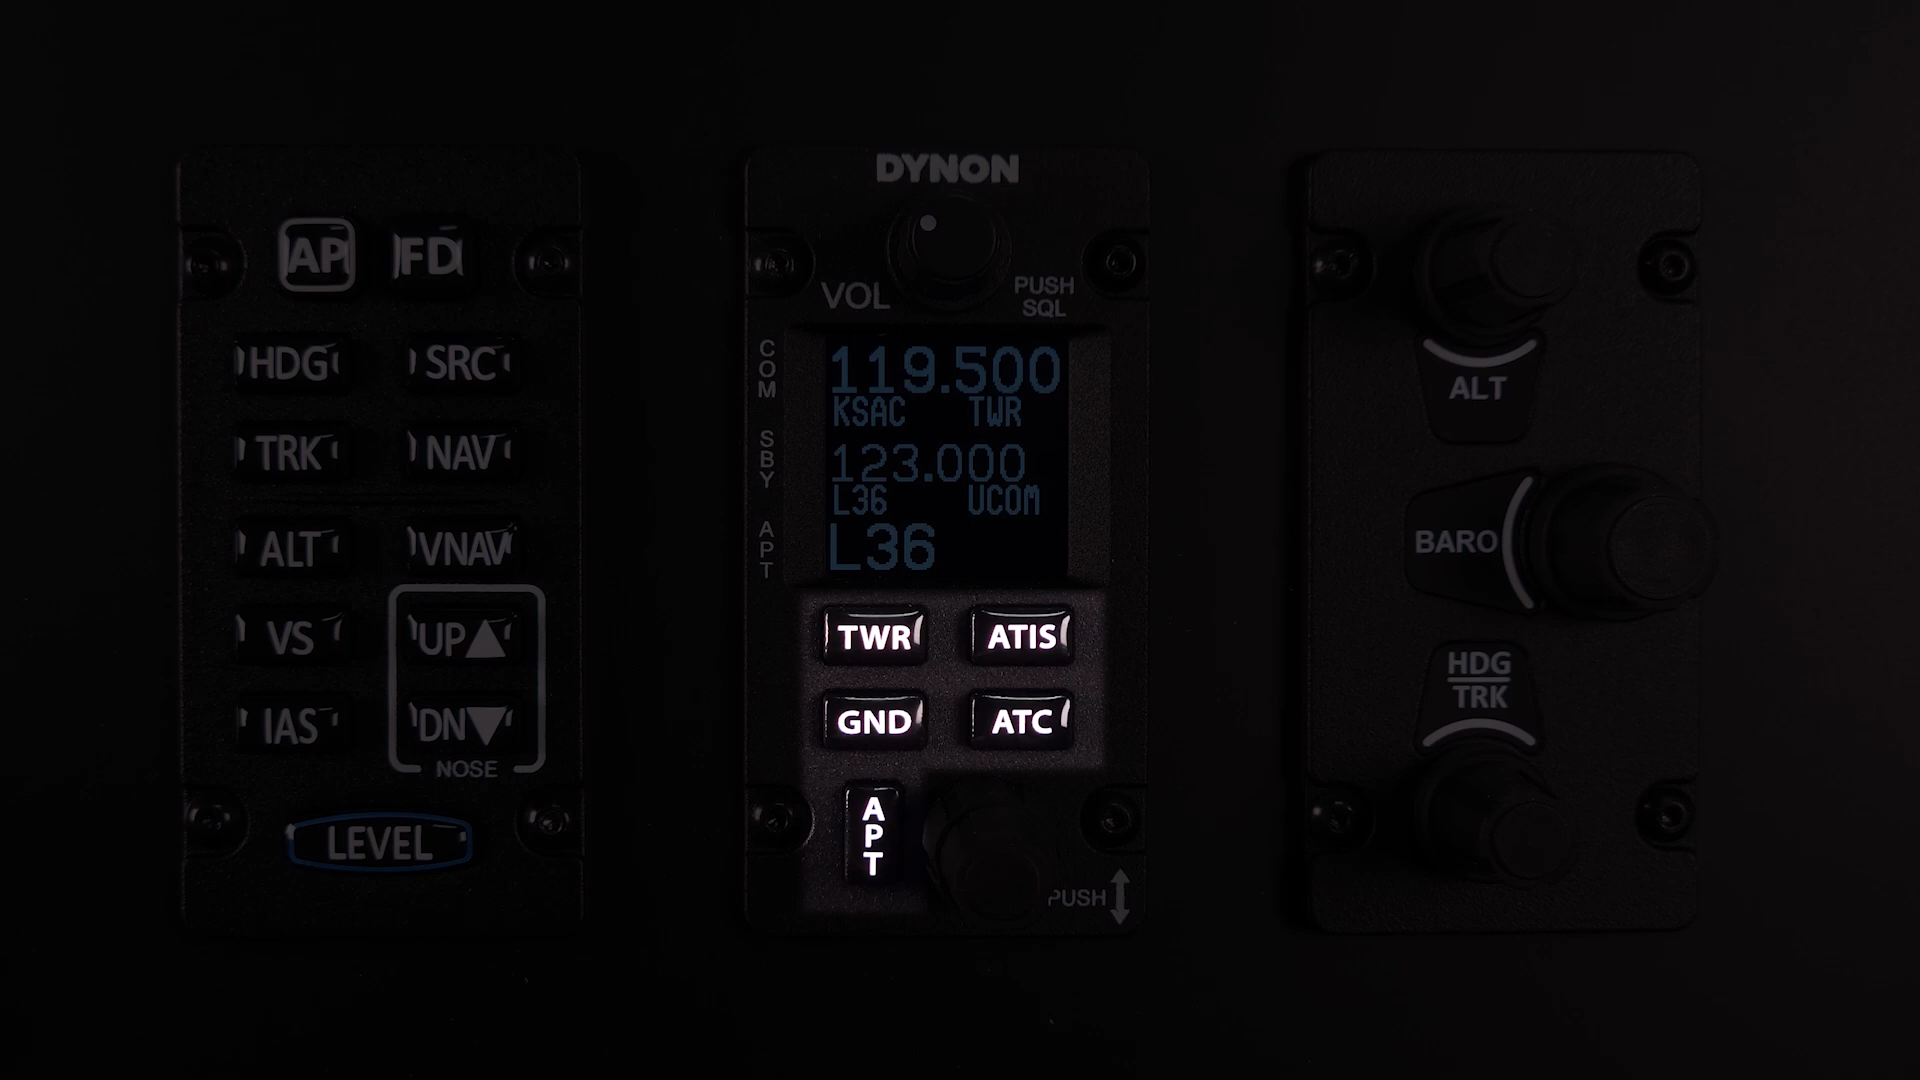 AP FD
HDG SRC
TRK NAV
ALT VNAV
VS UP▲
IAS DN▼
NOSE
LEVEL
DYNON
VOL PUSH
SQL
COM
119.500
KSAC TWR
SBY
123.000
L36 UCOM
APT
L36
TWR ATIS
GND ATC
APT
PUSH
ALT
BARO
HDG
TRK